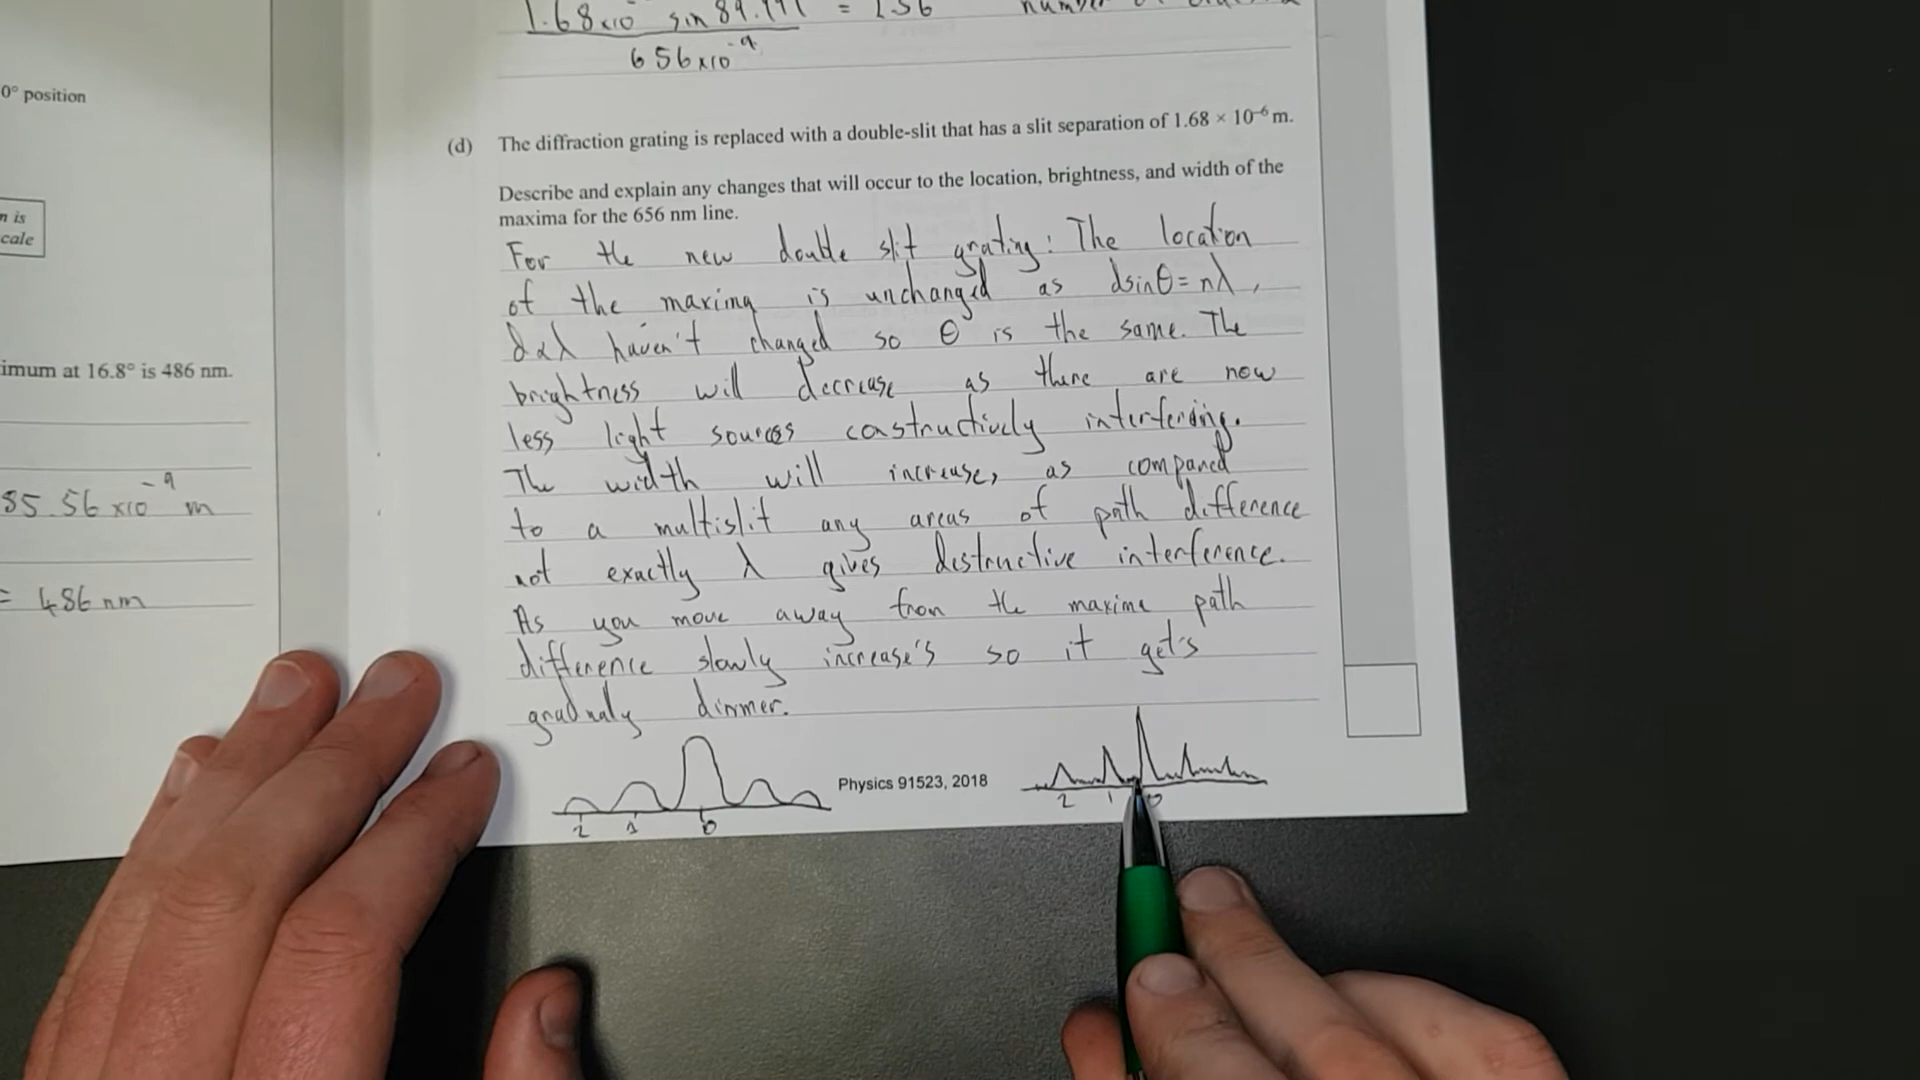 1.68×10 sin 89.
656×10⁻⁹
0° position
(d) The diffraction grating is replaced with a double-slit that has a slit separation of 1.68 × 10⁻⁶ m.
Describe and explain any changes that will occur to the location, brightness, and width of the
maxima for the 656 nm line.
n is
cale
For the new double slit grating: The location
of the maxima is unchanged as dsinθ = nλ,
d & λ haven't changed so θ is the same. The
imum at 16.8° is 486 nm.
brightness will decrease as there are now
less light sources constructively interfering.
The width will increase, as compared
85.56×10⁻⁹ m
to a multislit any areas of path difference
not exactly λ gives destructive interference.
= 486 nm
As you move away from the maxima path
difference slowly increase's so it get's
gradualy dimmer.
Physics 91523, 2018
2 1 0
2 1 0